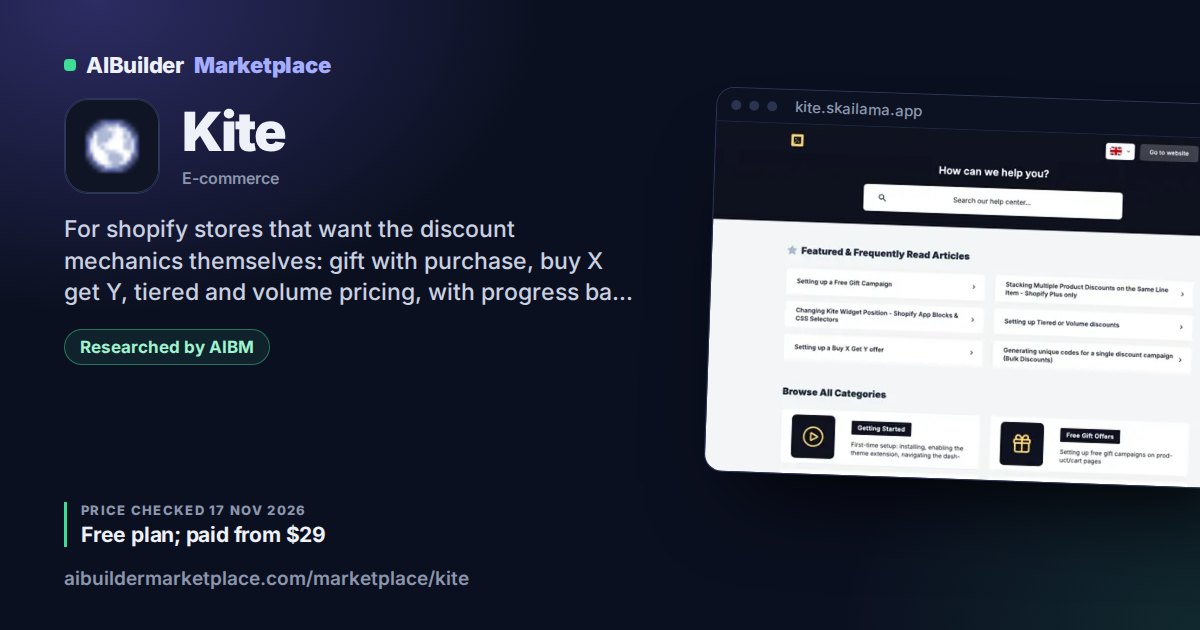 AIBuilder Marketplace
Kite
E-commerce
For shopify stores that want the discount
mechanics themselves: gift with purchase, buy X
get Y, tiered and volume pricing, with progress ba...
Researched by AIBM
PRICE CHECKED 17 NOV 2026
Free plan; paid from $29
aibuildermarketplace.com/marketplace/kite
kite.skailama.app
Go to website
How can we help you?
Search our help center...
Featured & Frequently Read Articles
Setting up a Free Gift Campaign
Stacking Multiple Product Discounts on the Same Line
Item - Shopify Plus only
Changing Kite Widget Position - Shopify App Blocks &
CSS Selectors
Setting up Tiered or Volume discounts
Setting up a Buy X Get Y offer
Generating unique codes for a single discount campaign
(Bulk Discounts)
Browse All Categories
Getting Started
First-time setup: installing, enabling the
theme extension, navigating the dash-
Free Gift Offers
Setting up free gift campaigns on prod-
uct/cart pages